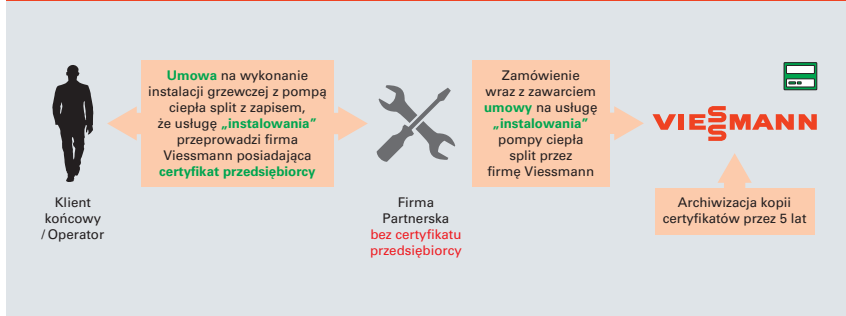 Umowa na wykonanie
instalacji grzewczej z pompą
ciepła split z zapisem,
że usługę „instalowania”
przeprowadzi firma
Viessmann posiadająca
certyfikat przedsiębiorcy
Zamówienie
wraz z zawarciem
umowy na usługę
„instalowania”
pompy ciepła
split przez
firmę Viessmann
VIESSMANN
Klient
końcowy
/ Operator
Firma
Partnerska
bez certyfikatu
przedsiębiorcy
Archiwizacja kopii
certyfikatów przez 5 lat